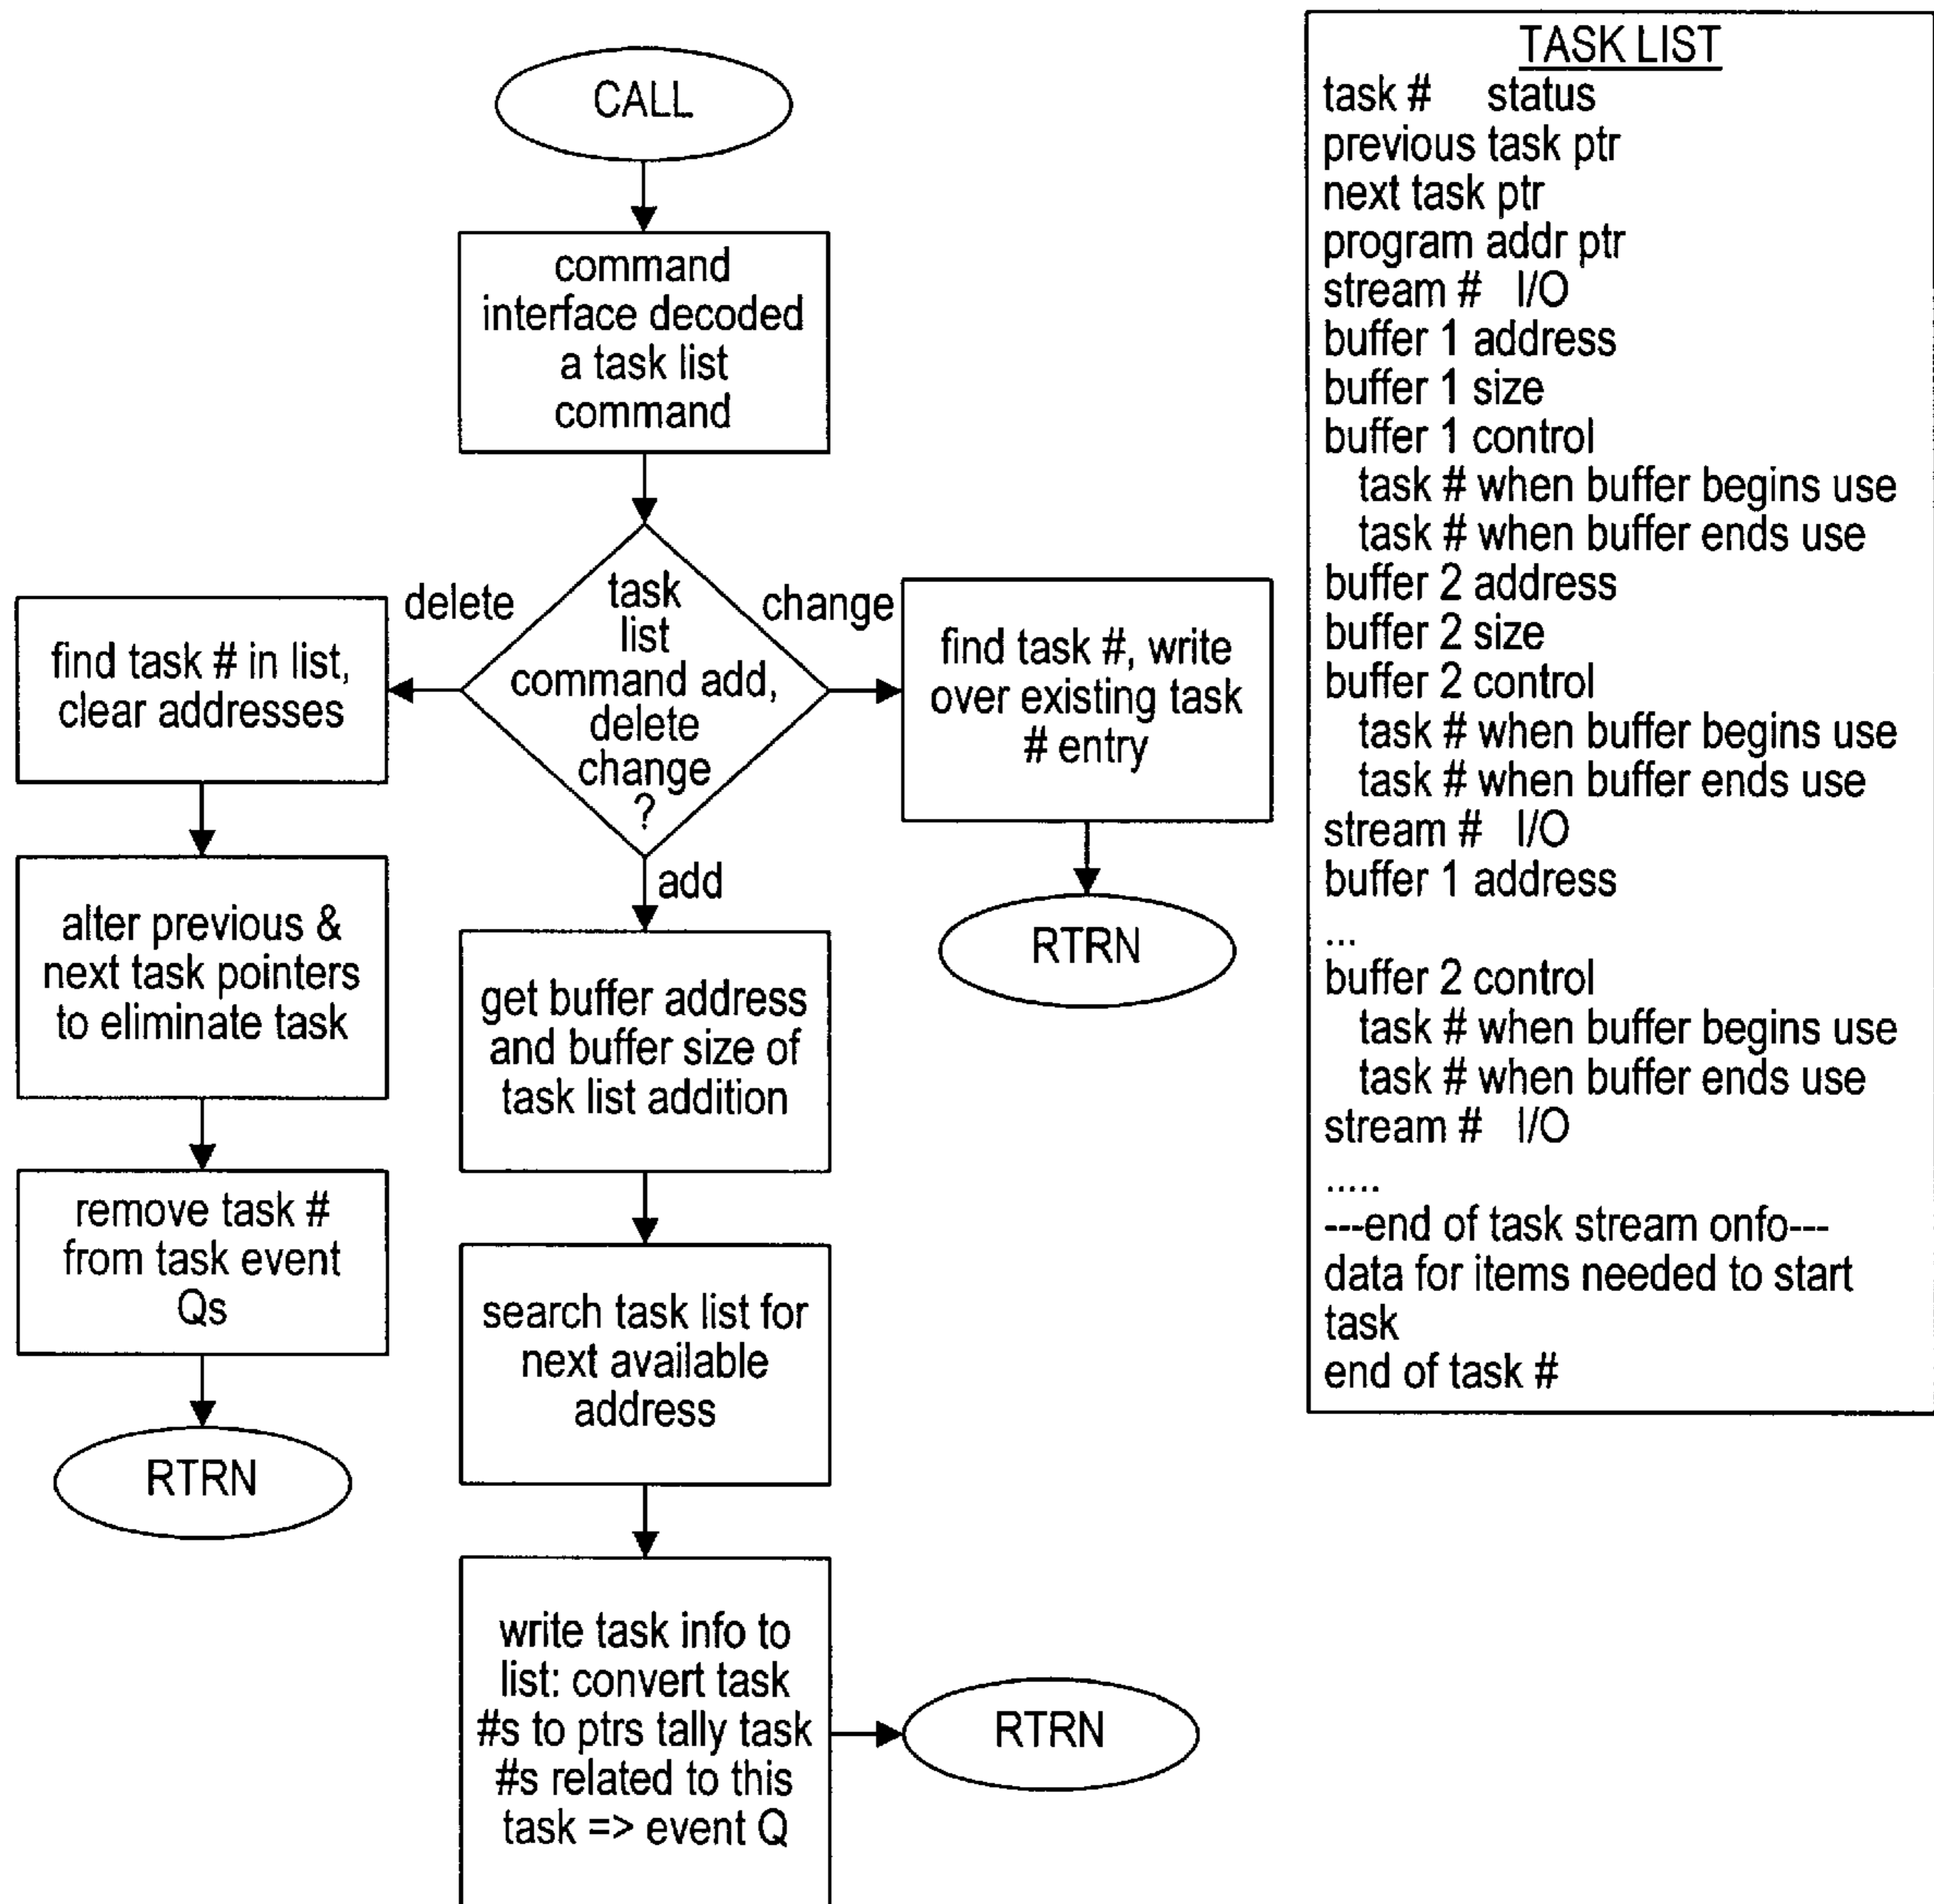 CALL
command
interface decoded
a task list
command
task
list
command add,
delete
change
?
delete
find task # in list,
clear addresses
alter previous &
next task pointers
to eliminate task
remove task #
from task event
Qs
RTRN
change
find task #, write
over existing task
# entry
RTRN
add
get buffer address
and buffer size of
task list addition
search task list for
next available
address
write task info to
list: convert task
#s to ptrs tally task
#s related to this
task => event Q
RTRN
TASK LIST
task # status
previous task ptr
next task ptr
program addr ptr
stream # I/O
buffer 1 address
buffer 1 size
buffer 1 control
task # when buffer begins use
task # when buffer ends use
buffer 2 address
buffer 2 size
buffer 2 control
task # when buffer begins use
task # when buffer ends use
stream # I/O
buffer 1 address
...
buffer 2 control
task # when buffer begins use
task # when buffer ends use
stream # I/O
.....
---end of task stream onfo---
data for items needed to start
task
end of task #